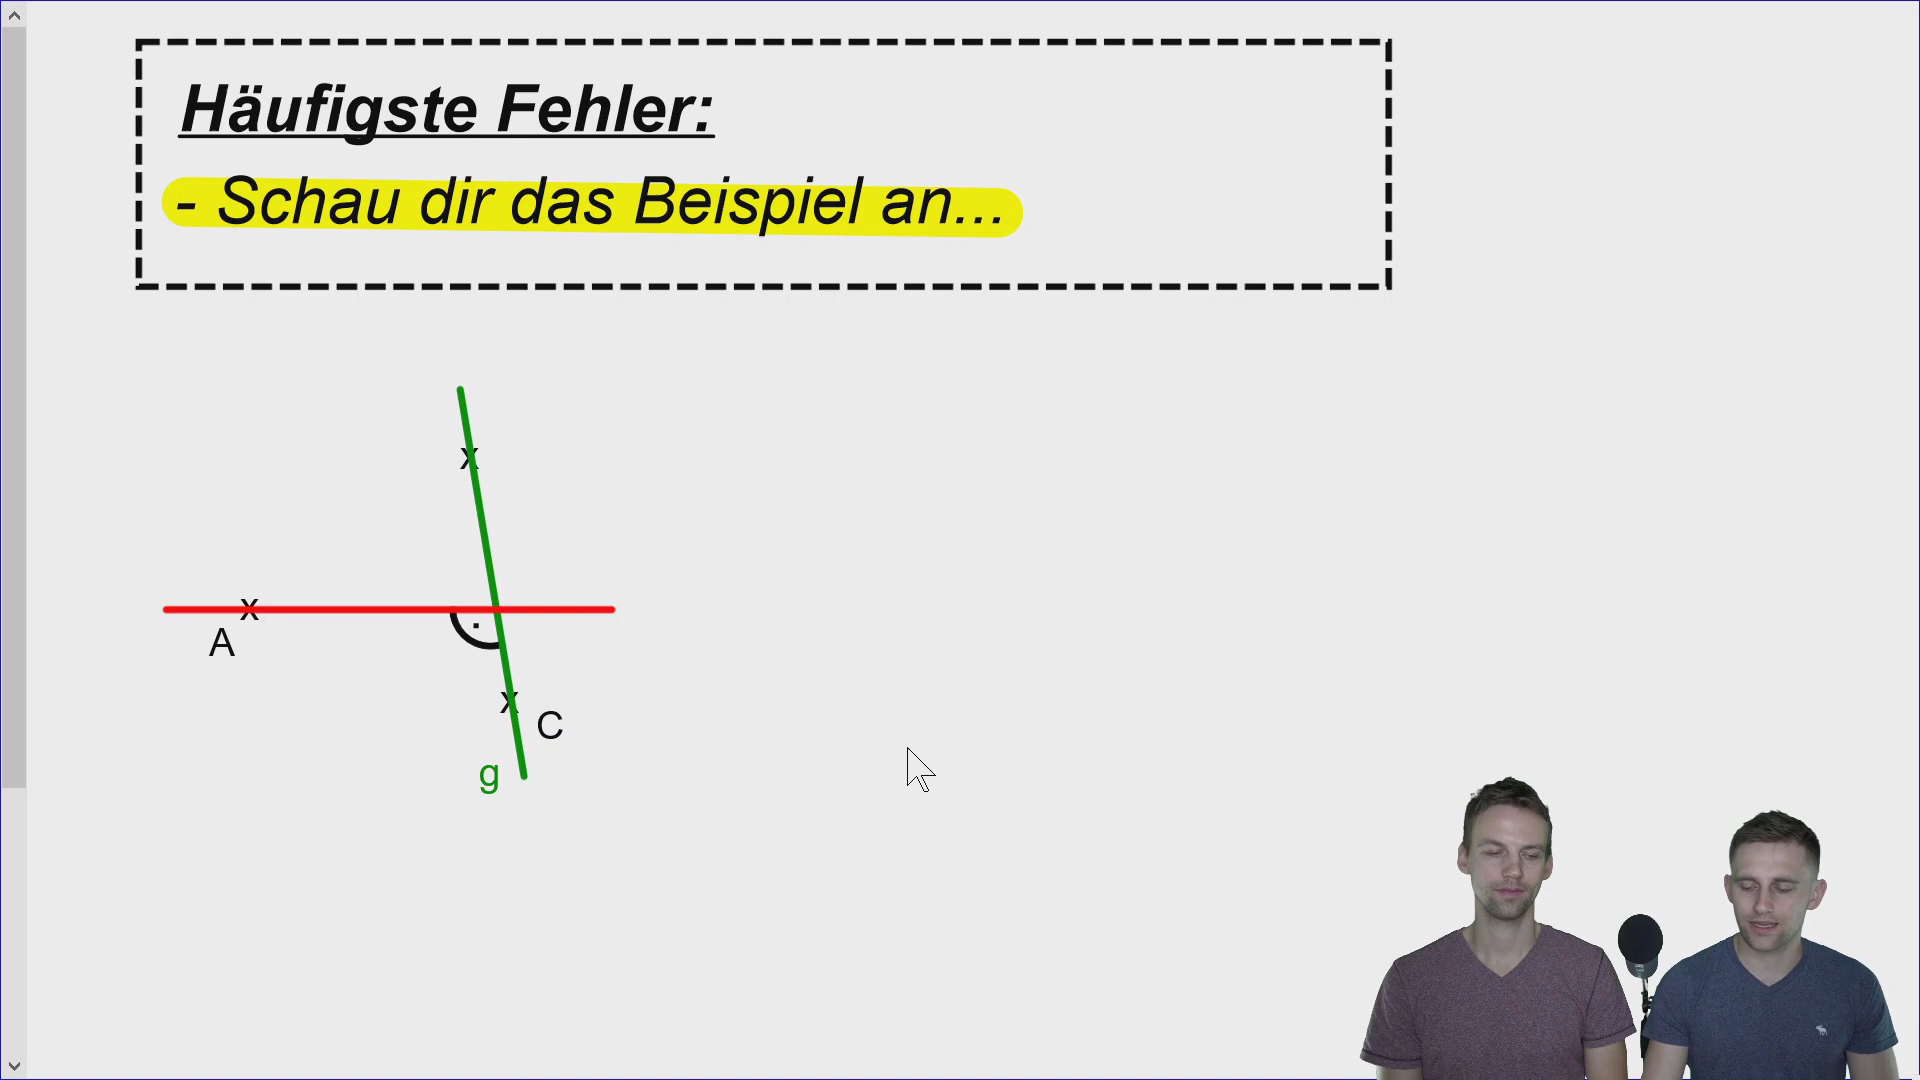 Häufigste Fehler:
- Schau dir das Beispiel an...
x
x
A
x
C
g